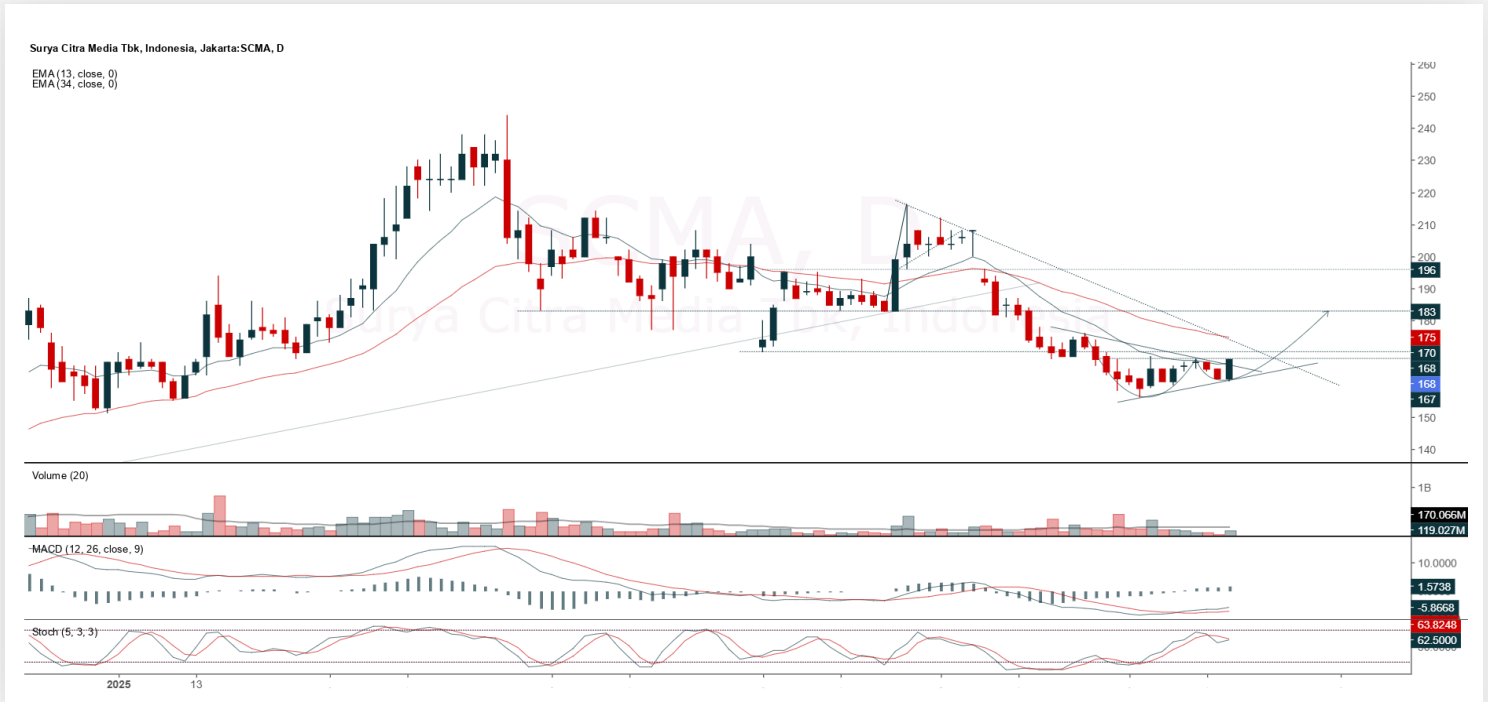 Surya Citra Media Tbk, Indonesia, Jakarta:SCMA, D
EMA (13, close, 0)
EMA (34, close, 0)
SCMA, D
Surya Citra Media Tbk, Indonesia
260
250
240
230
220
210
200
196
190
183
180
175
170
168
168
167
150
140
Volume (20)
1B
170.066M
119.027M
MACD (12, 26, close, 9)
10.0000
1.5738
-5.8668
Stoch (5, 3, 3)
63.8248
62.5000
2025
13